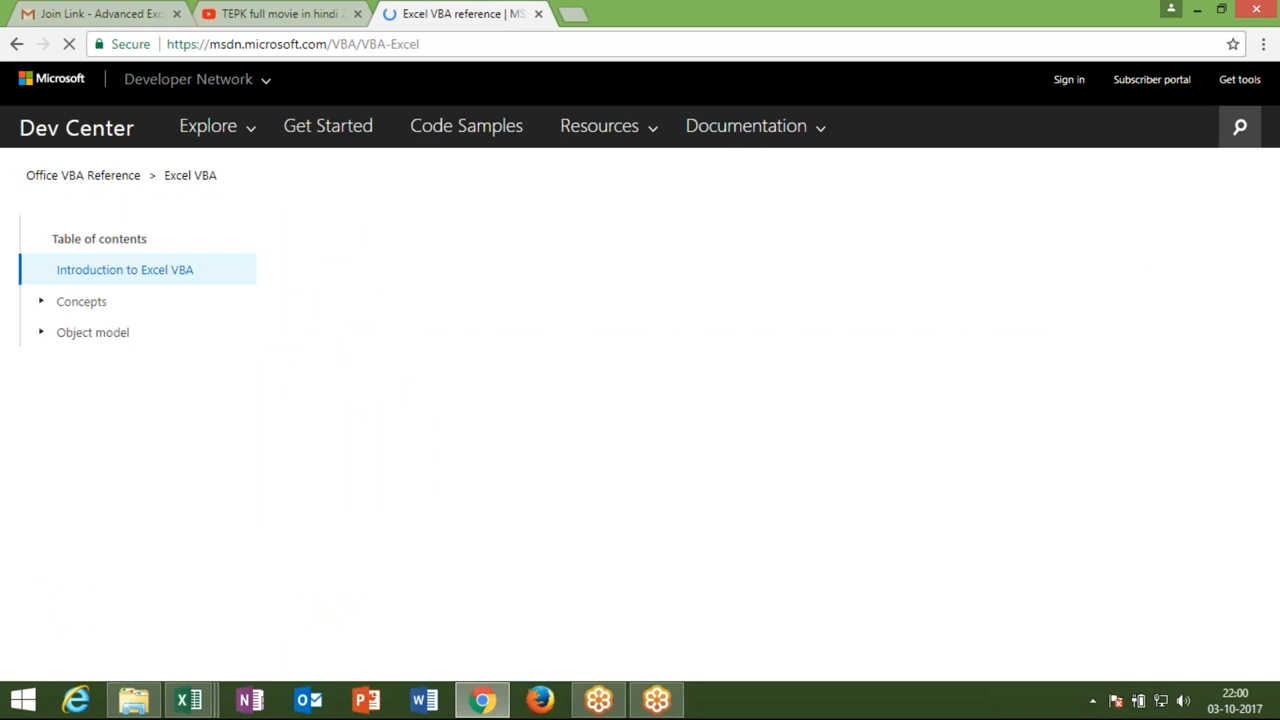 Join Link - Advanced Exc
TEPK full movie in hindi
Excel VBA reference | MS
Secure
https://msdn.microsoft.com/VBA/VBA-Excel
Microsoft
Developer Network
Sign in
Subscriber portal
Get tools
Dev Center
Explore
Get Started
Code Samples
Resources
Documentation
Office VBA Reference > Excel VBA
Table of contents
Introduction to Excel VBA
Concepts
Object model
22:00
03-10-2017